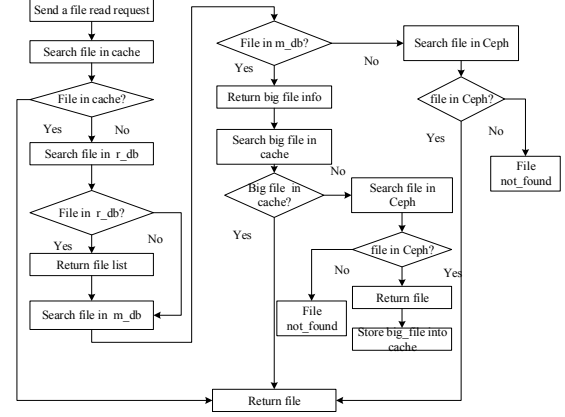 Send a file read request
Search file in cache
File in cache?
Yes
No
Search file in r_db
File in r_db?
Yes
No
Return file list
Search file in m_db
File in m_db?
Yes
No
Return big file info
Search big file in
cache
Big file in
cache?
Yes
No
Search file in
Ceph
file in Ceph?
No
Yes
File
not_found
Return file
Store big_file into
cache
Search file in Ceph
file in Ceph?
Yes
No
File
not_found
Return file